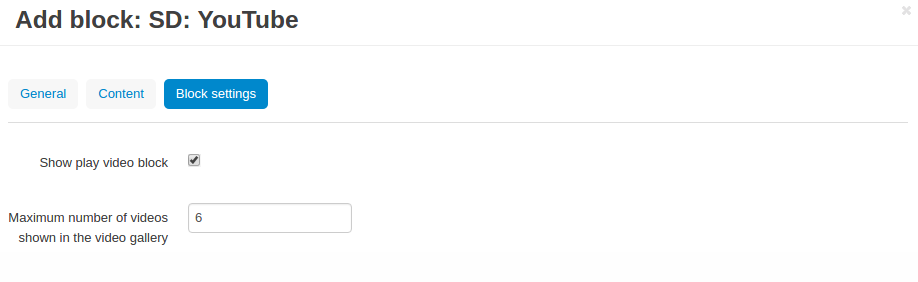 Add block: SD: YouTube
General Content Block settings
Show play video block
Maximum number of videos 6
shown in the video gallery